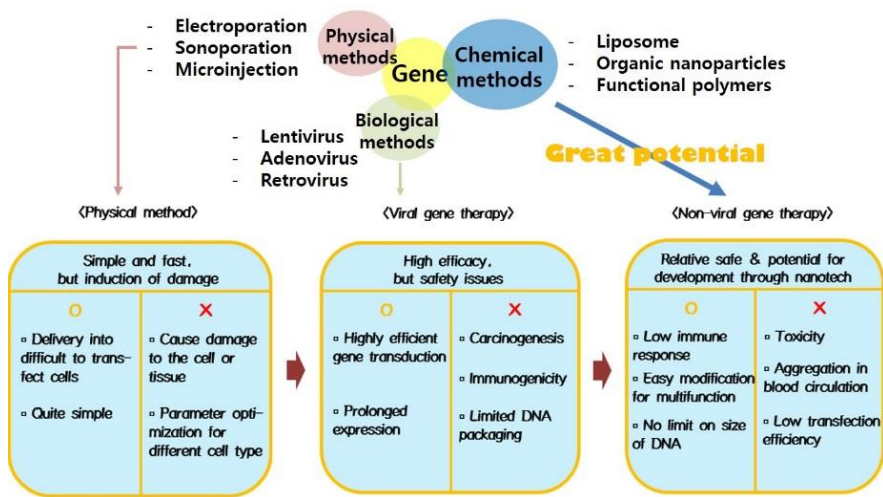 - Electroporation
- Sonoporation
- Microinjection
Physical
methods
Gene
Chemical
methods
- Liposome
- Organic nanoparticles
- Functional polymers
Biological
methods
- Lentivirus
- Adenovirus
- Retrovirus
Great potential
〈Physical method〉
Simple and fast,
but induction of damage
O
▫ Delivery into
difficult to trans-
fect cells
▫ Quite simple
X
▫ Cause damage
to the cell or
tissue
▫ Parameter opti-
mization for
different cell type
〈Viral gene therapy〉
High efficacy,
but safety issues
O
▫ Highly efficient
gene transduction
▫ Prolonged
expression
X
▫ Carcinogenesis
▫ Immunogenicity
▫ Limited DNA
packaging
〈Non-viral gene therapy〉
Relative safe & potential for
development through nanotech
O
▫ Low immune
response
▫ Easy modification
for multifunction
▫ No limit on size
of DNA
X
▫ Toxicity
▫ Aggregation in
blood circulation
▫ Low transfection
efficiency